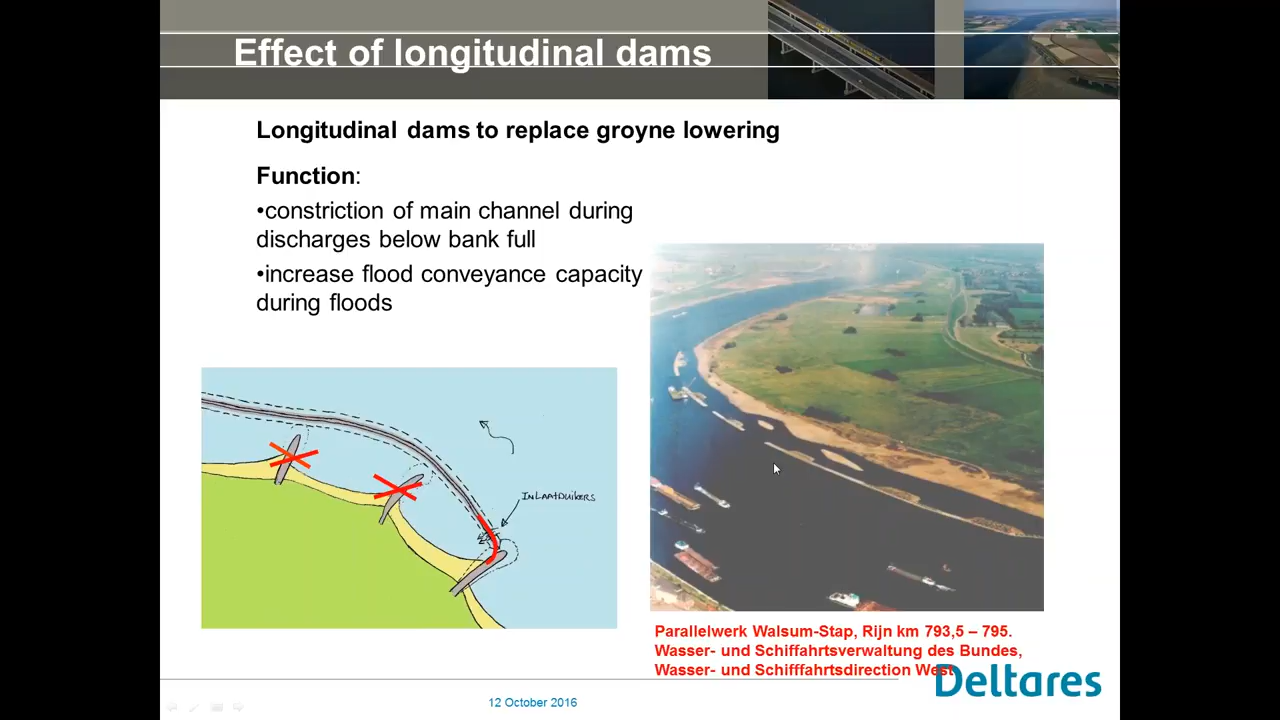 Effect of longitudinal dams
Longitudinal dams to replace groyne lowering
Function:
•constriction of main channel during
discharges below bank full
•increase flood conveyance capacity
during floods
INLAATDUIKERS
Parallelwerk Walsum-Stap, Rijn km 793,5 – 795.
Wasser- und Schiffahrtsverwaltung des Bundes,
Wasser- und Schifffahrtsdirection West
Deltares
12 October 2016